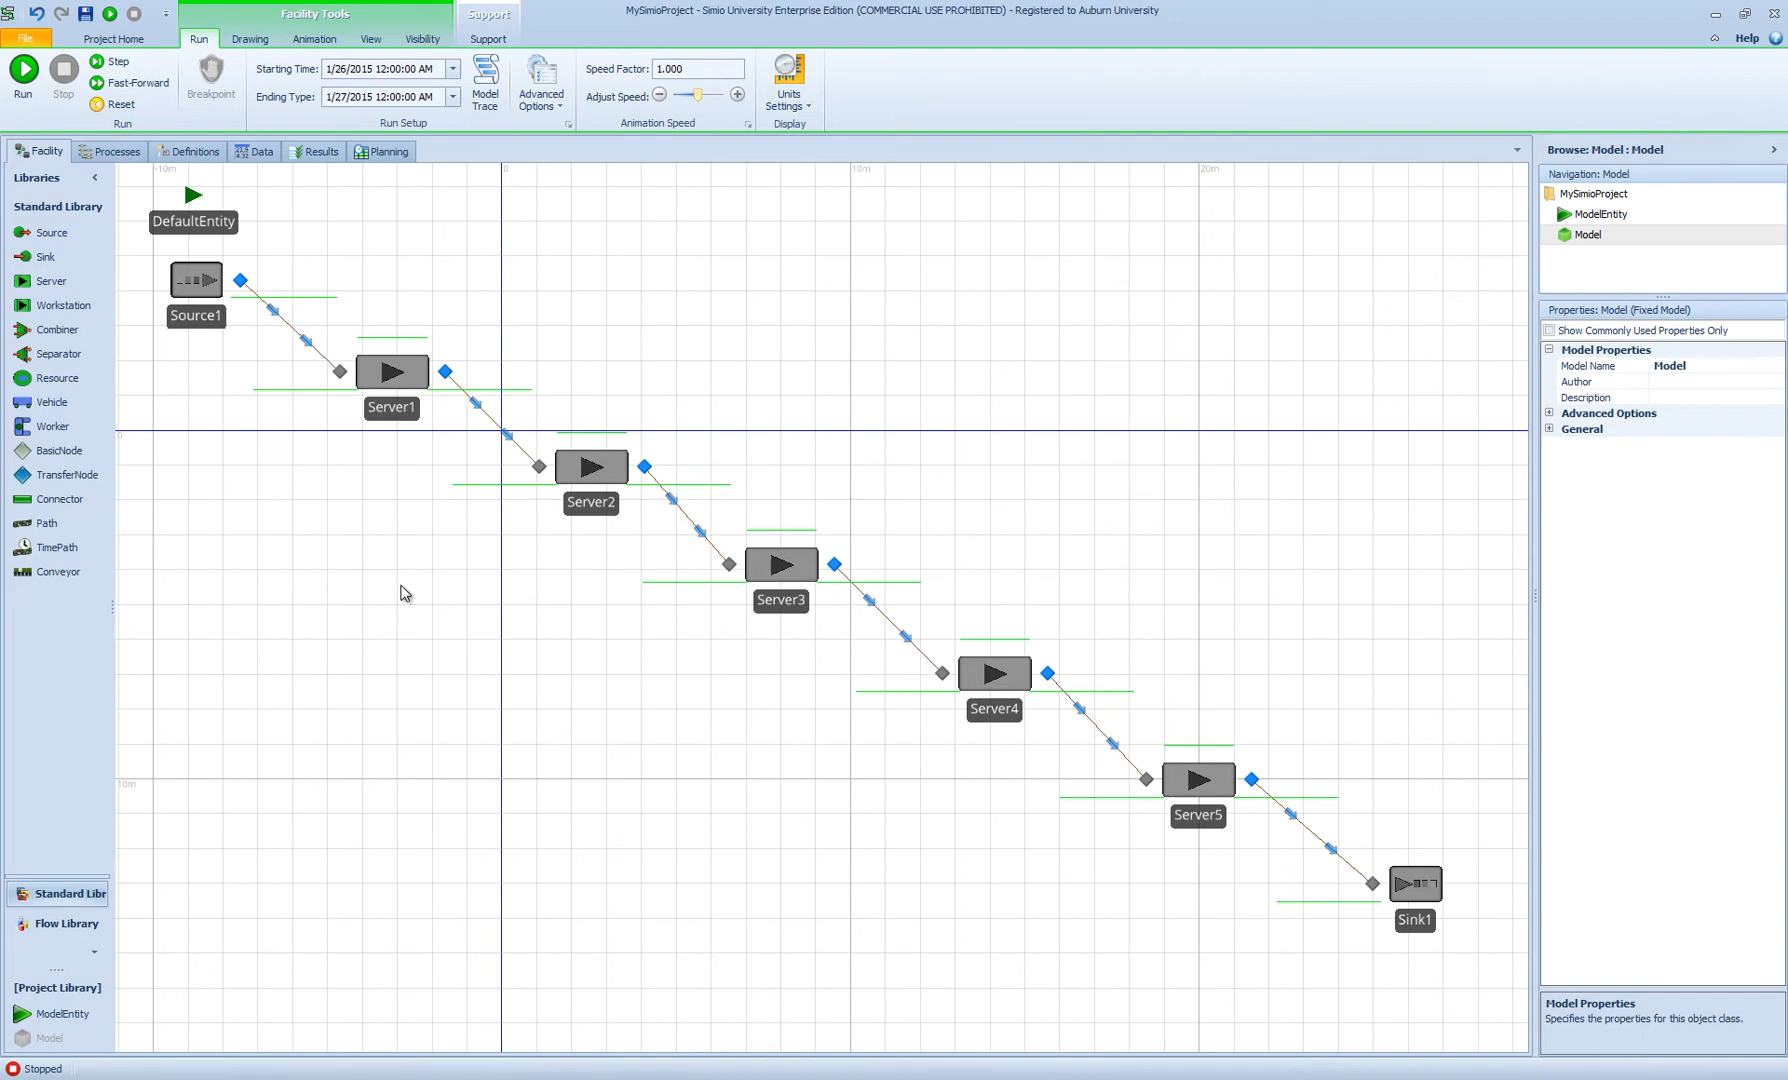 Facility Tools
Support
MySimioProject - Simio University Enterprise Edition (COMMERCIAL USE PROHIBITED) - Registered to Auburn University
File
Project Home
Run
Drawing
Animation
View
Visibility
Support
Help
Run
Stop
Step
Fast-Forward
Reset
Run
Breakpoint
Starting Time: 1/26/2015 12:00:00 AM
Ending Type: 1/27/2015 12:00:00 AM
Run Setup
Model
Trace
Advanced
Options
Speed Factor: 1.000
Adjust Speed:
Animation Speed
Units
Settings
Display
Facility
Processes
Definitions
Data
Results
Planning
Libraries
Standard Library
Source
Sink
Server
Workstation
Combiner
Separator
Resource
Vehicle
Worker
BasicNode
TransferNode
Connector
Path
TimePath
Conveyor
Standard Libr
Flow Library
[Project Library]
ModelEntity
Model
-10m
0
10m
20m
0
10m
DefaultEntity
Source1
Server1
Server2
Server3
Server4
Server5
Sink1
Browse: Model : Model
Navigation: Model
MySimioProject
ModelEntity
Model
Properties: Model (Fixed Model)
Show Commonly Used Properties Only
Model Properties
Model Name Model
Author
Description
Advanced Options
General
Model Properties
Specifies the properties for this object class.
Stopped